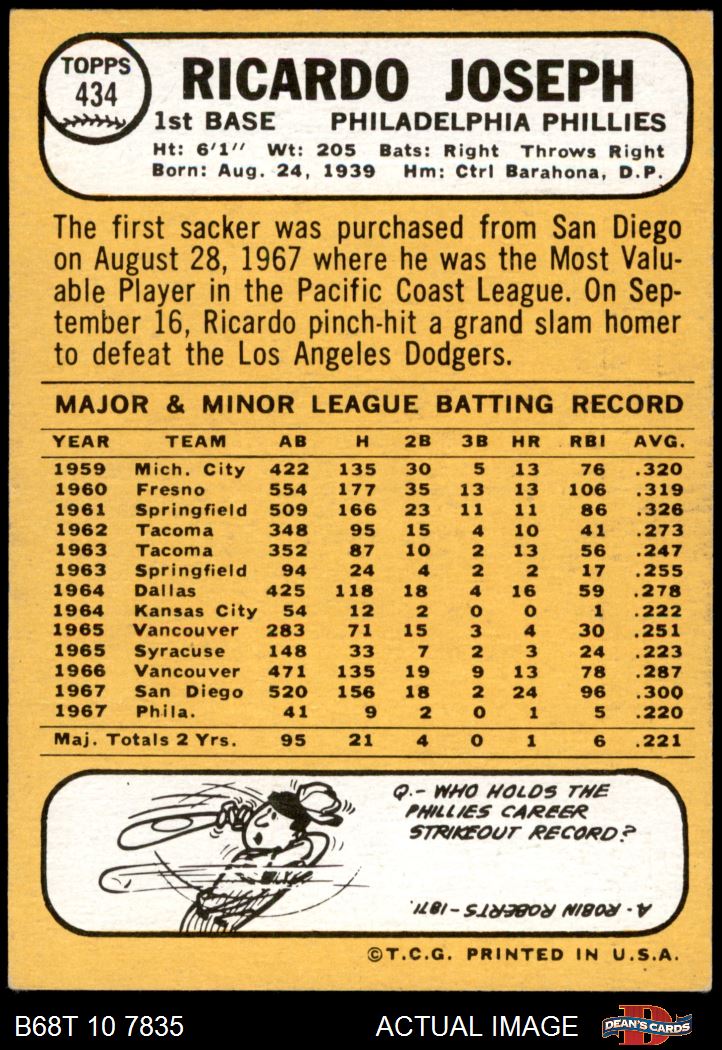 TOPPS
434
RICARDO JOSEPH
1st BASE PHILADELPHIA PHILLIES
Ht: 6'1" Wt: 205 Bats: Right Throws Right
Born: Aug. 24, 1939 Hm: Ctrl Barahona, D.P.
The first sacker was purchased from San Diego
on August 28, 1967 where he was the Most Valu-
able Player in the Pacific Coast League. On Sep-
tember 16, Ricardo pinch-hit a grand slam homer
to defeat the Los Angeles Dodgers.
MAJOR & MINOR LEAGUE BATTING RECORD
YEAR TEAM AB H 2B 3B HR RBI AVG.
1959 Mich. City 422 135 30 5 13 76 .320
1960 Fresno 554 177 35 13 13 106 .319
1961 Springfield 509 166 23 11 11 86 .326
1962 Tacoma 348 95 15 4 10 41 .273
1963 Tacoma 352 87 10 2 13 56 .247
1963 Springfield 94 24 4 2 2 17 .255
1964 Dallas 425 118 18 4 16 59 .278
1964 Kansas City 54 12 2 0 0 1 .222
1965 Vancouver 283 71 15 3 4 30 .251
1965 Syracuse 148 33 7 2 3 24 .223
1966 Vancouver 471 135 19 9 13 78 .287
1967 San Diego 520 156 18 2 24 96 .300
1967 Phila. 41 9 2 0 1 5 .220
Maj. Totals 2 Yrs. 95 21 4 0 1 6 .221
Q.- WHO HOLDS THE
PHILLIES CAREER
STRIKEOUT RECORD?
A. ROBIN ROBERTS-1871.
©T.C.G. PRINTED IN U.S.A.
B68T 10 7835 ACTUAL IMAGE
D
DEAN'S CARDS